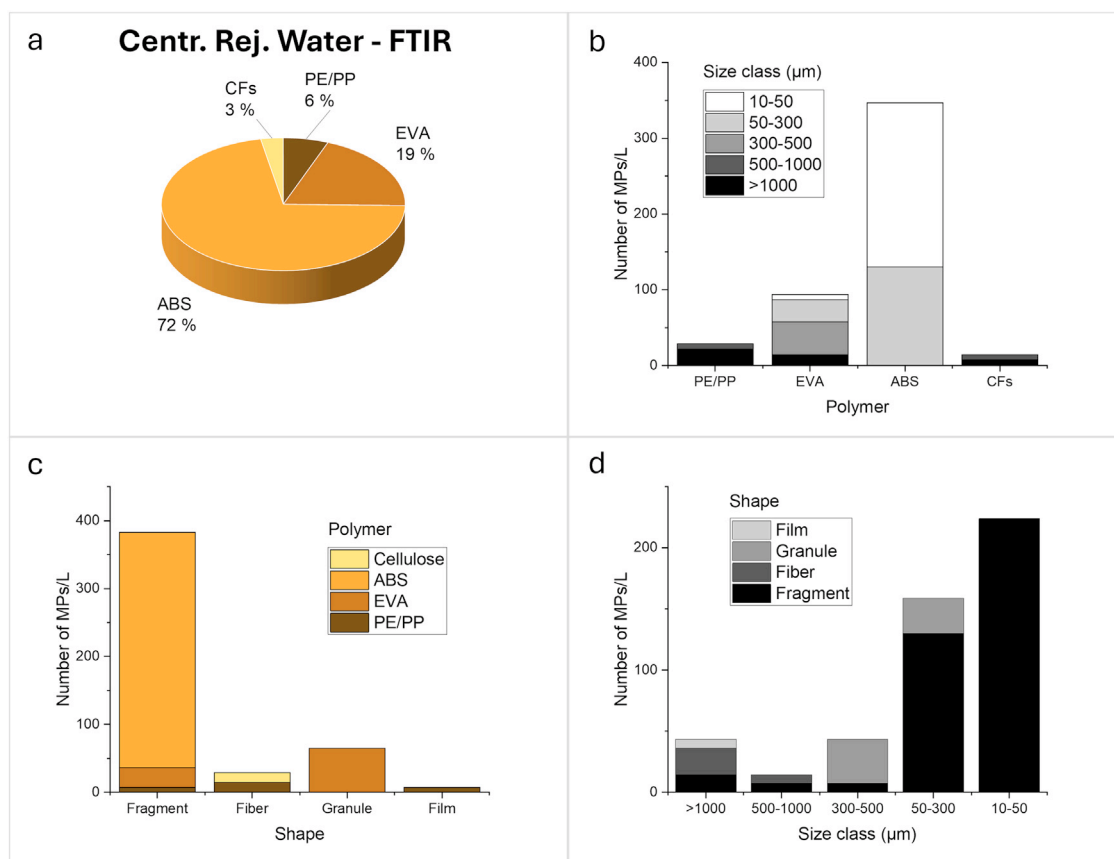 a
Centr. Rej. Water - FTIR
CFs
3 %
PE/PP
6 %
EVA
19 %
ABS
72 %
b
Number of MPs/L
400
300
200
100
0
Size class (µm)
10-50
50-300
300-500
500-1000
>1000
PE/PP EVA ABS CFs
Polymer
c
Number of MPs/L
400
300
200
100
0
Polymer
Cellulose
ABS
EVA
PE/PP
Fragment Fiber Granule Film
Shape
d
Number of MPs/L
200
100
0
Shape
Film
Granule
Fiber
Fragment
>1000 500-1000 300-500 50-300 10-50
Size class (µm)